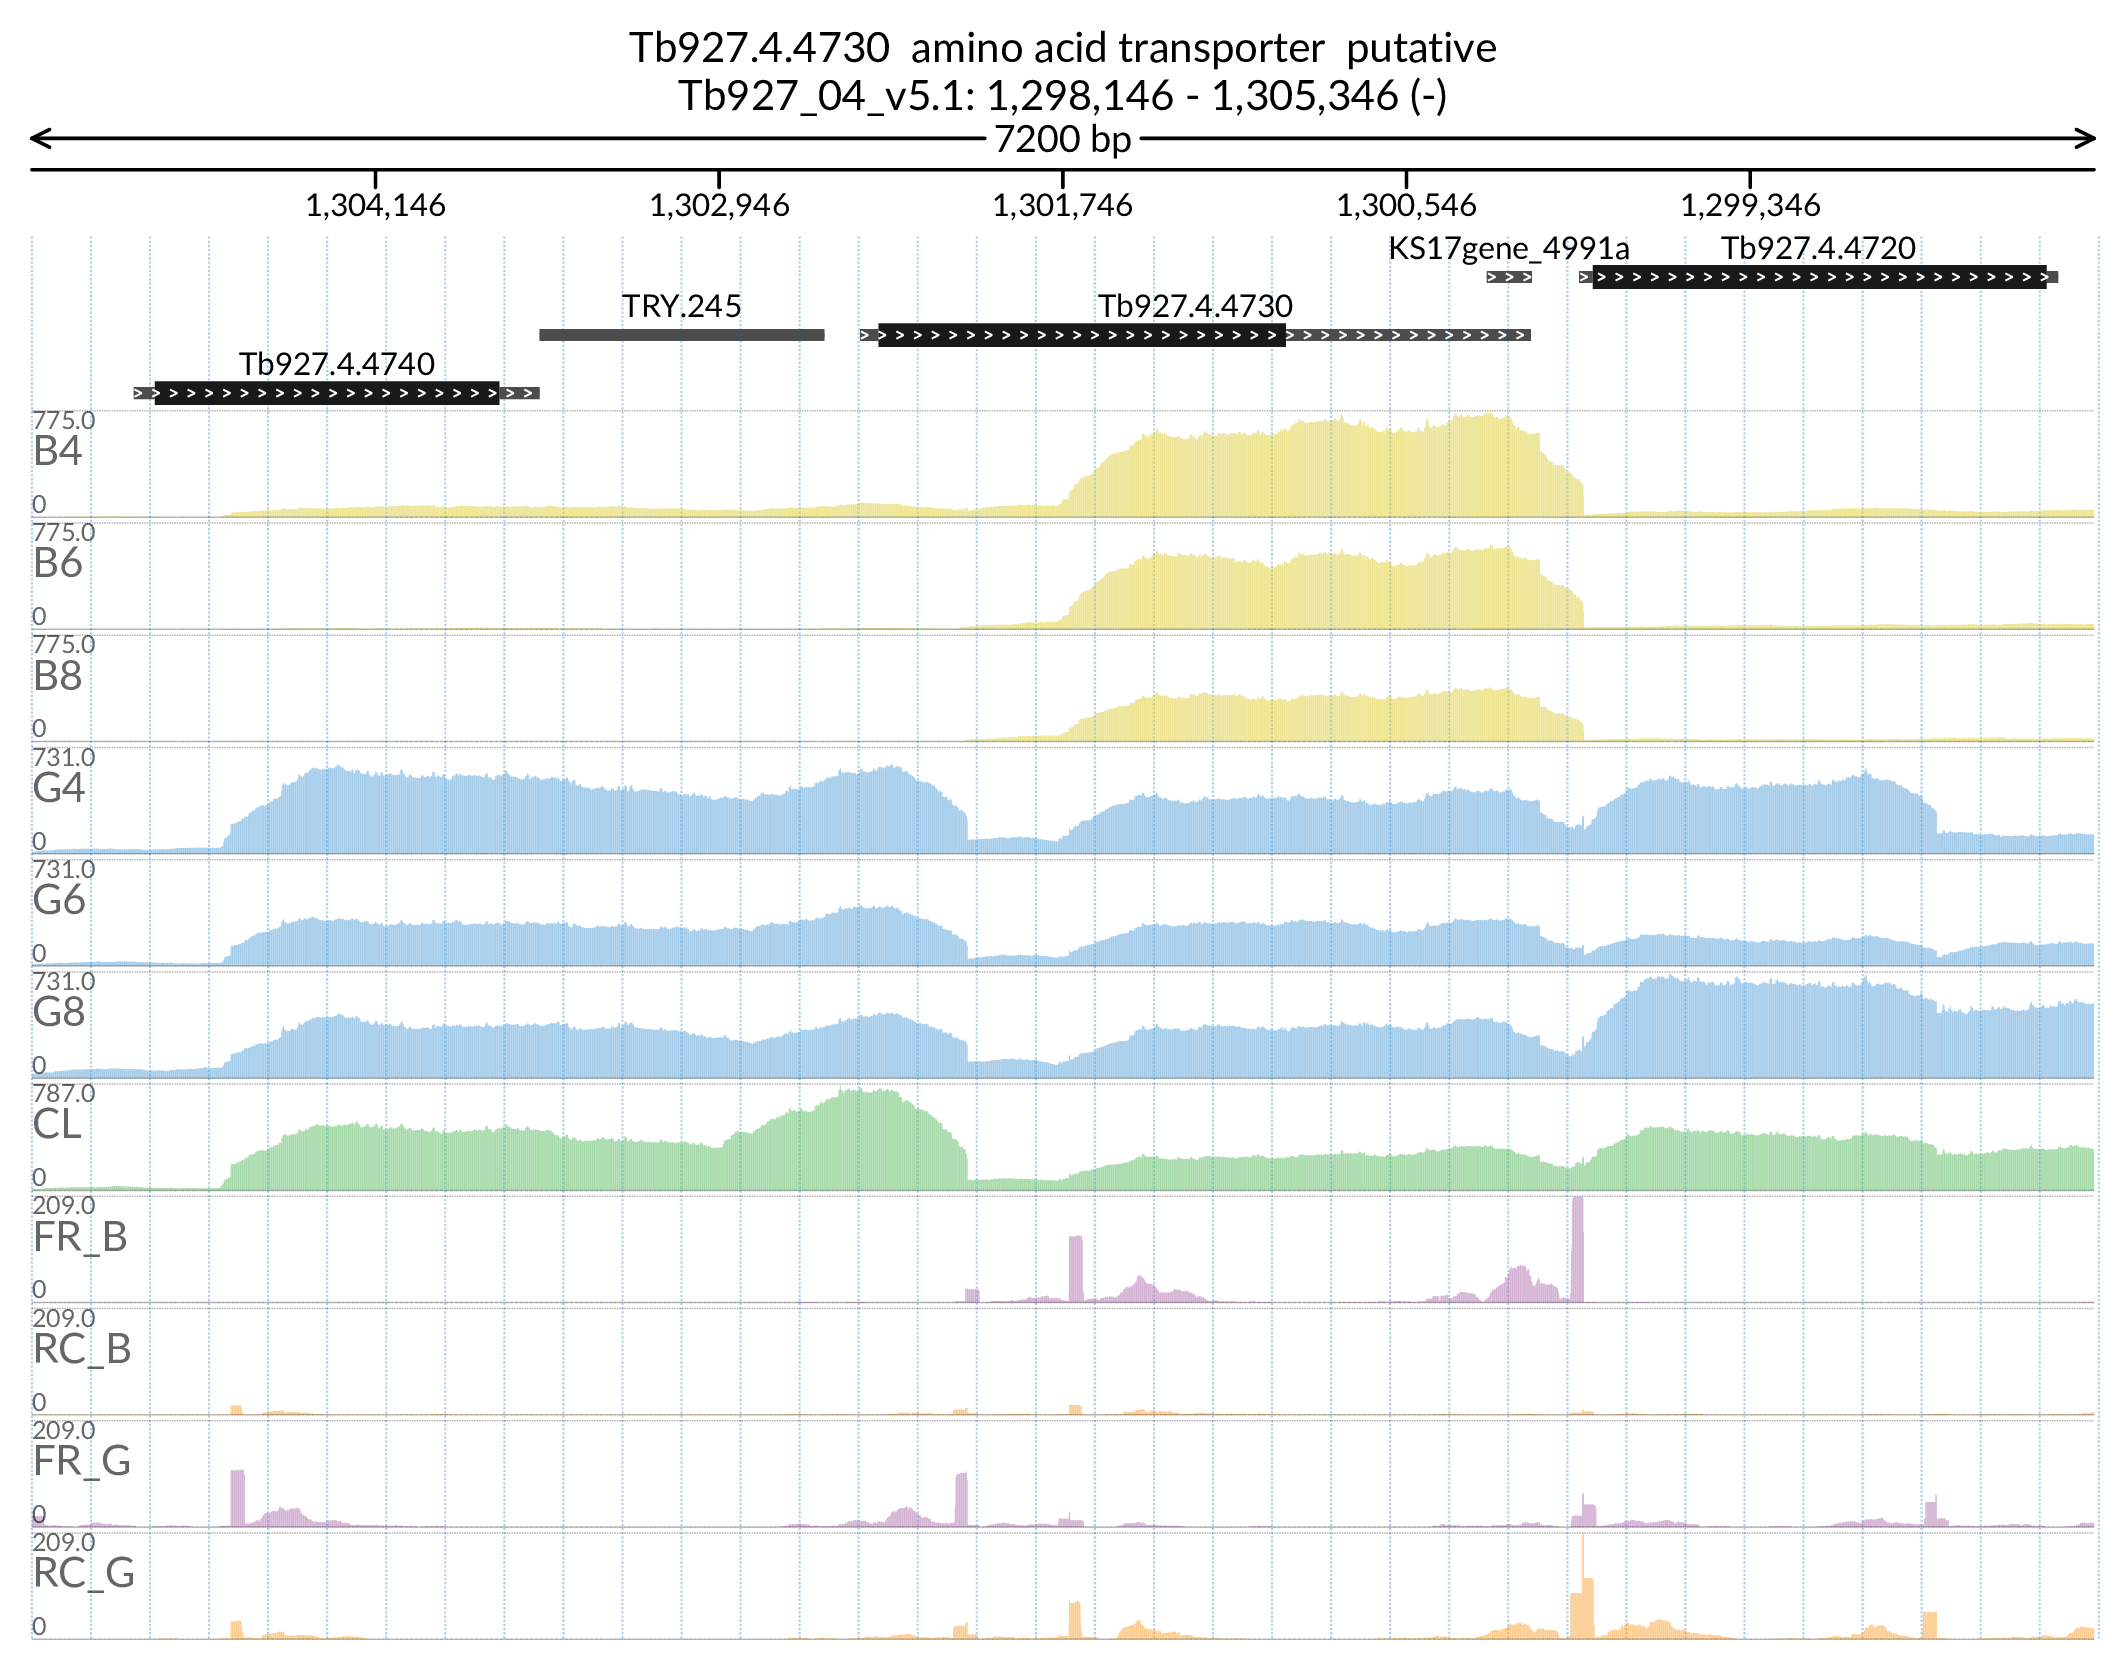 Tb927.4.4730 amino acid transporter putative
Tb927_04_v5.1: 1,298,146 - 1,305,346 (-)
7200 bp
1,304,146 1,302,946 1,301,746 1,300,546 1,299,346
KS17gene_4991a Tb927.4.4720
TRY.245 Tb927.4.4730
Tb927.4.4740
775.0
B4
0
775.0
B6
0
775.0
B8
0
731.0
G4
0
731.0
G6
0
731.0
G8
0
787.0
CL
0
209.0
FR_B
0
209.0
RC_B
0
209.0
FR_G
0
209.0
RC_G
0